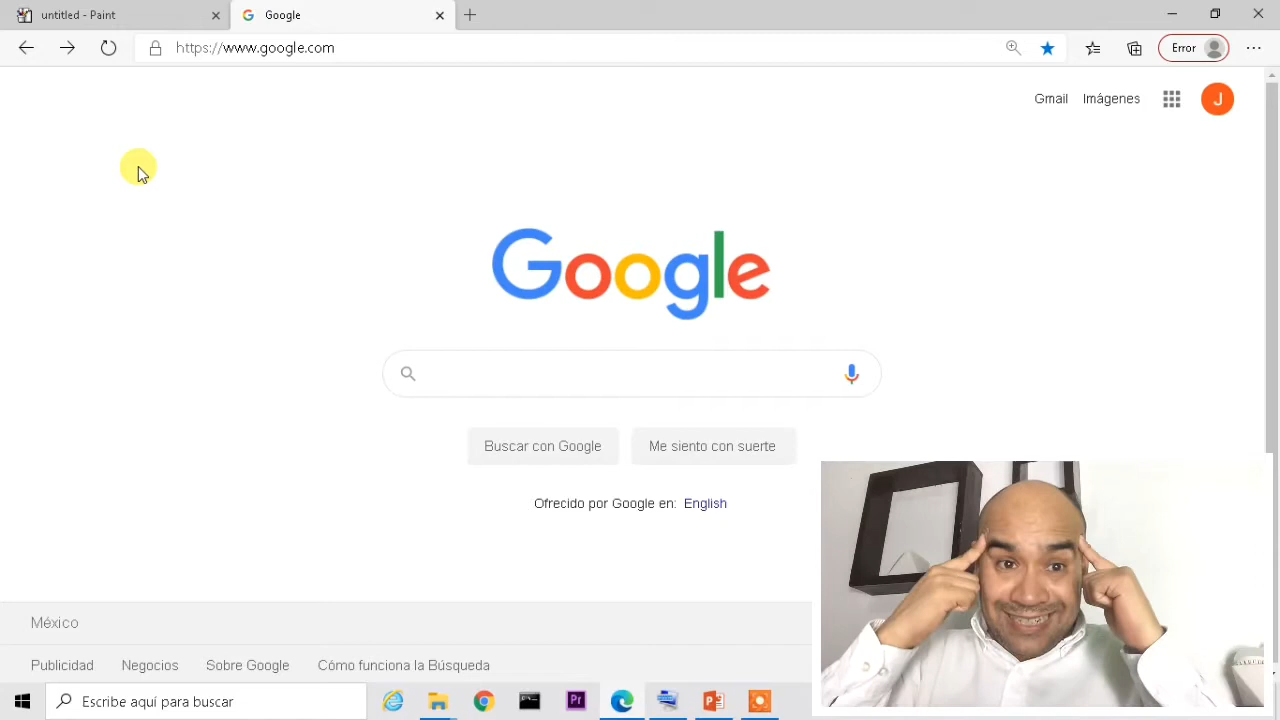 untitled - Paint
Google
https://www.google.com
Error
Gmail Imágenes
J
Google
Buscar con Google Me siento con suerte
Ofrecido por Google en: English
México
Publicidad Negocios Sobre Google Cómo funciona la Búsqueda
Escribe aquí para buscar
Pr